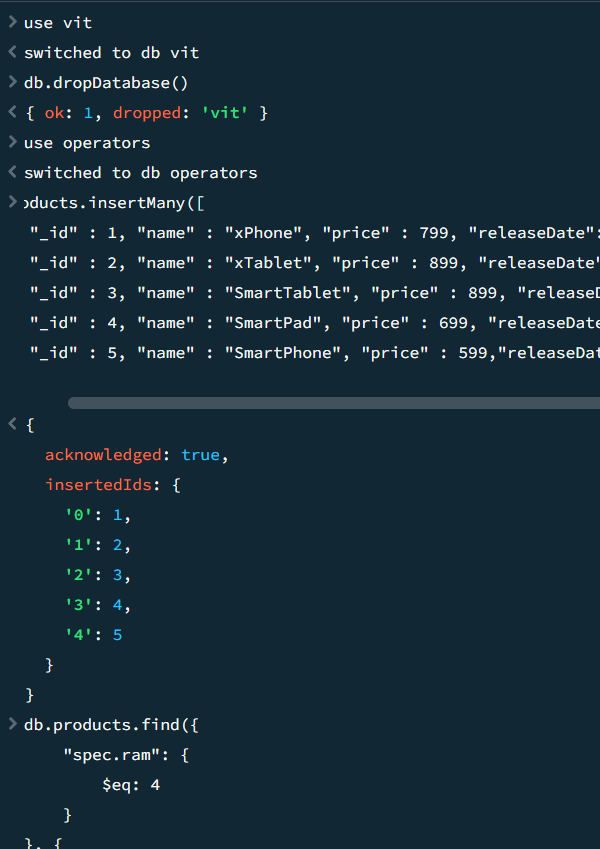 > use vit
< switched to db vit
> db.dropDatabase()
< { ok: 1, dropped: 'vit' }
> use operators
< switched to db operators
> oducts.insertMany([
"_id" : 1, "name" : "xPhone", "price" : 799, "releaseDate":
"_id" : 2, "name" : "xTablet", "price" : 899, "releaseDate"
"_id" : 3, "name" : "SmartTablet", "price" : 899, "releaseD
"_id" : 4, "name" : "SmartPad", "price" : 699, "releaseDate
"_id" : 5, "name" : "SmartPhone", "price" : 599,"releaseDat
< {
acknowledged: true,
insertedIds: {
'0': 1,
'1': 2,
'2': 3,
'3': 4,
'4': 5
}
}
> db.products.find({
"spec.ram": {
$eq: 4
}
}, {